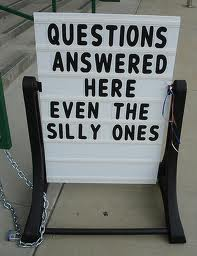 QUESTIONS
ANSWERED
HERE
EVEN THE
SILLY ONES